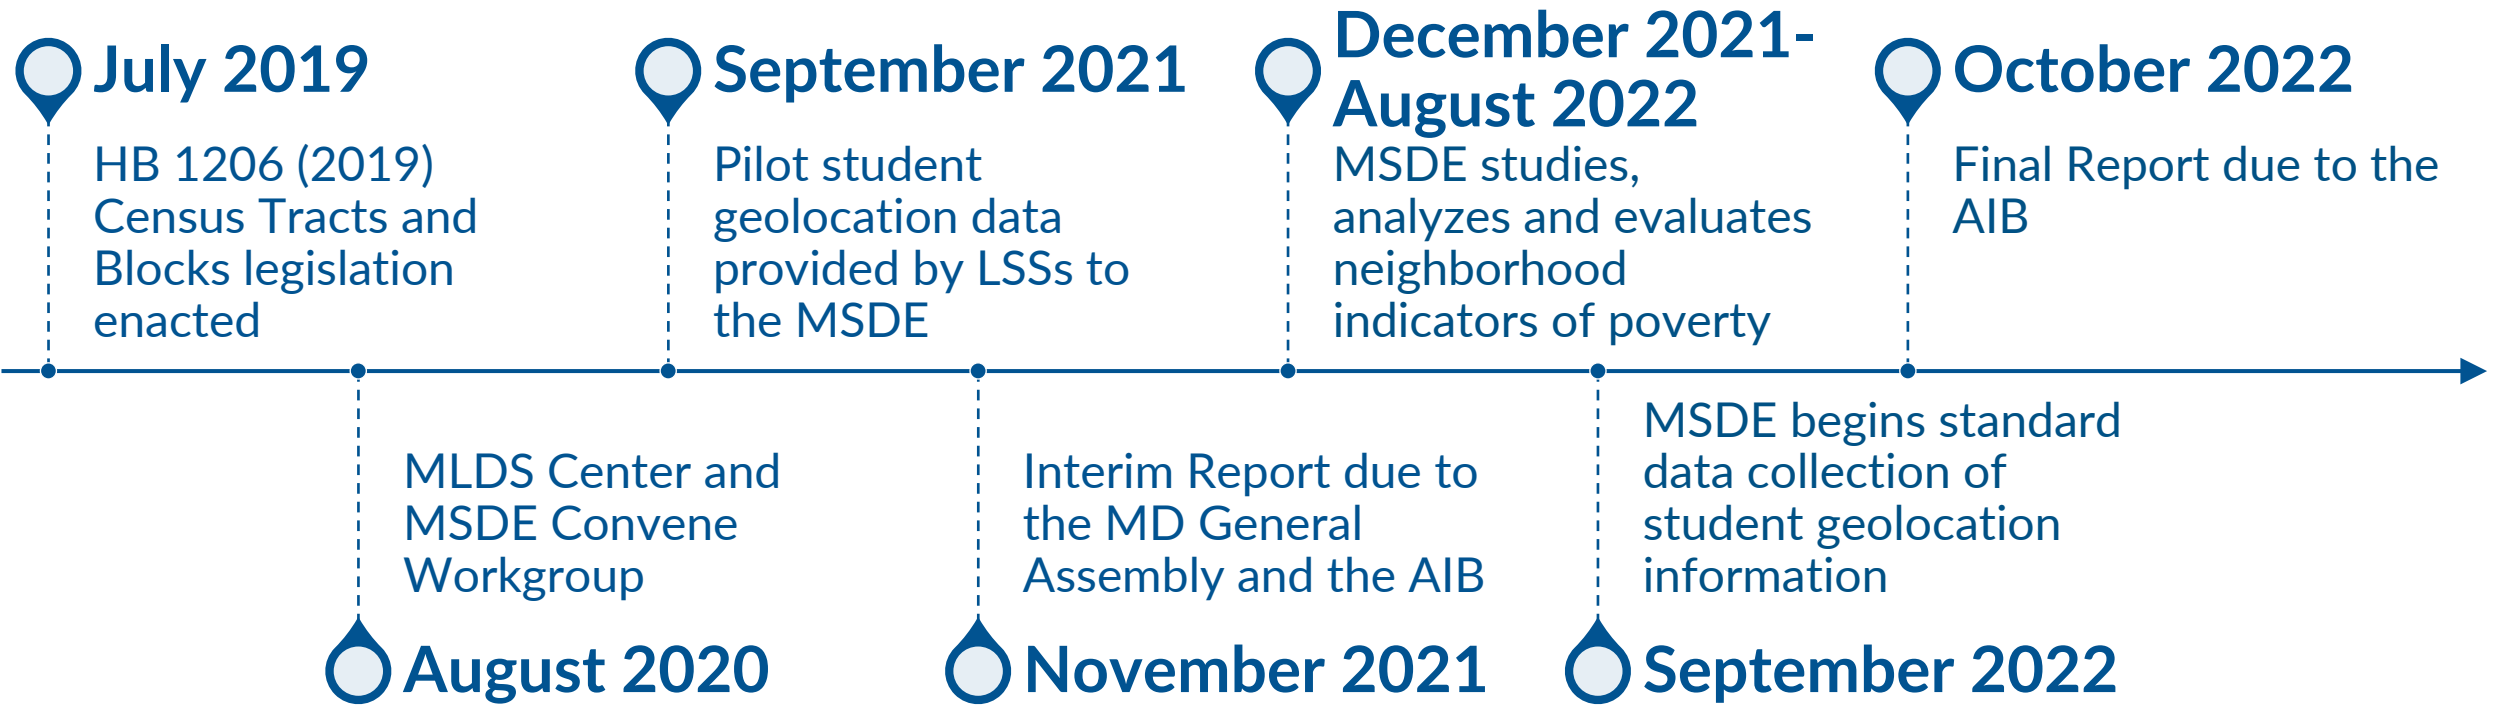 July 2019
HB 1206 (2019)
Census Tracts and
Blocks legislation
enacted
MLDS Center and
MSDE Convene
Workgroup
August 2020
September 2021
Pilot student
geolocation data
provided by LSSs to
the MSDE
Interim Report due to
the MD General
Assembly and the AIB
November 2021
December 2021-
August 2022
MSDE studies,
analyzes and evaluates
neighborhood
indicators of poverty
MSDE begins standard
data collection of
student geolocation
information
September 2022
October 2022
Final Report due to the
AIB